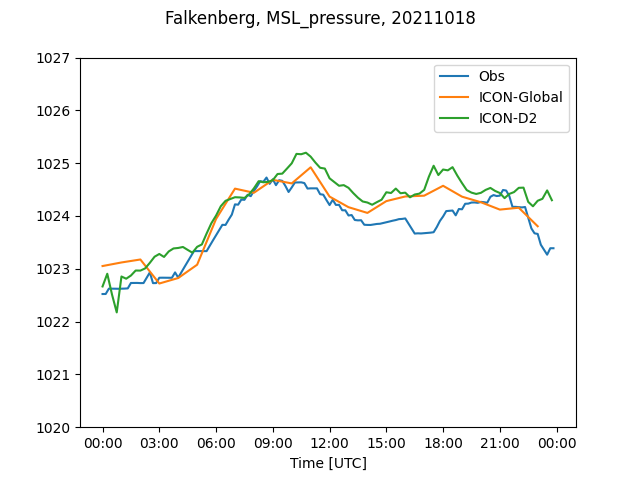 Falkenberg, MSL_pressure, 20211018
1027
1026
1025
1024
1023
1022
1021
1020
Obs
ICON-Global
ICON-D2
00:00 03:00 06:00 09:00 12:00 15:00 18:00 21:00 00:00
Time [UTC]